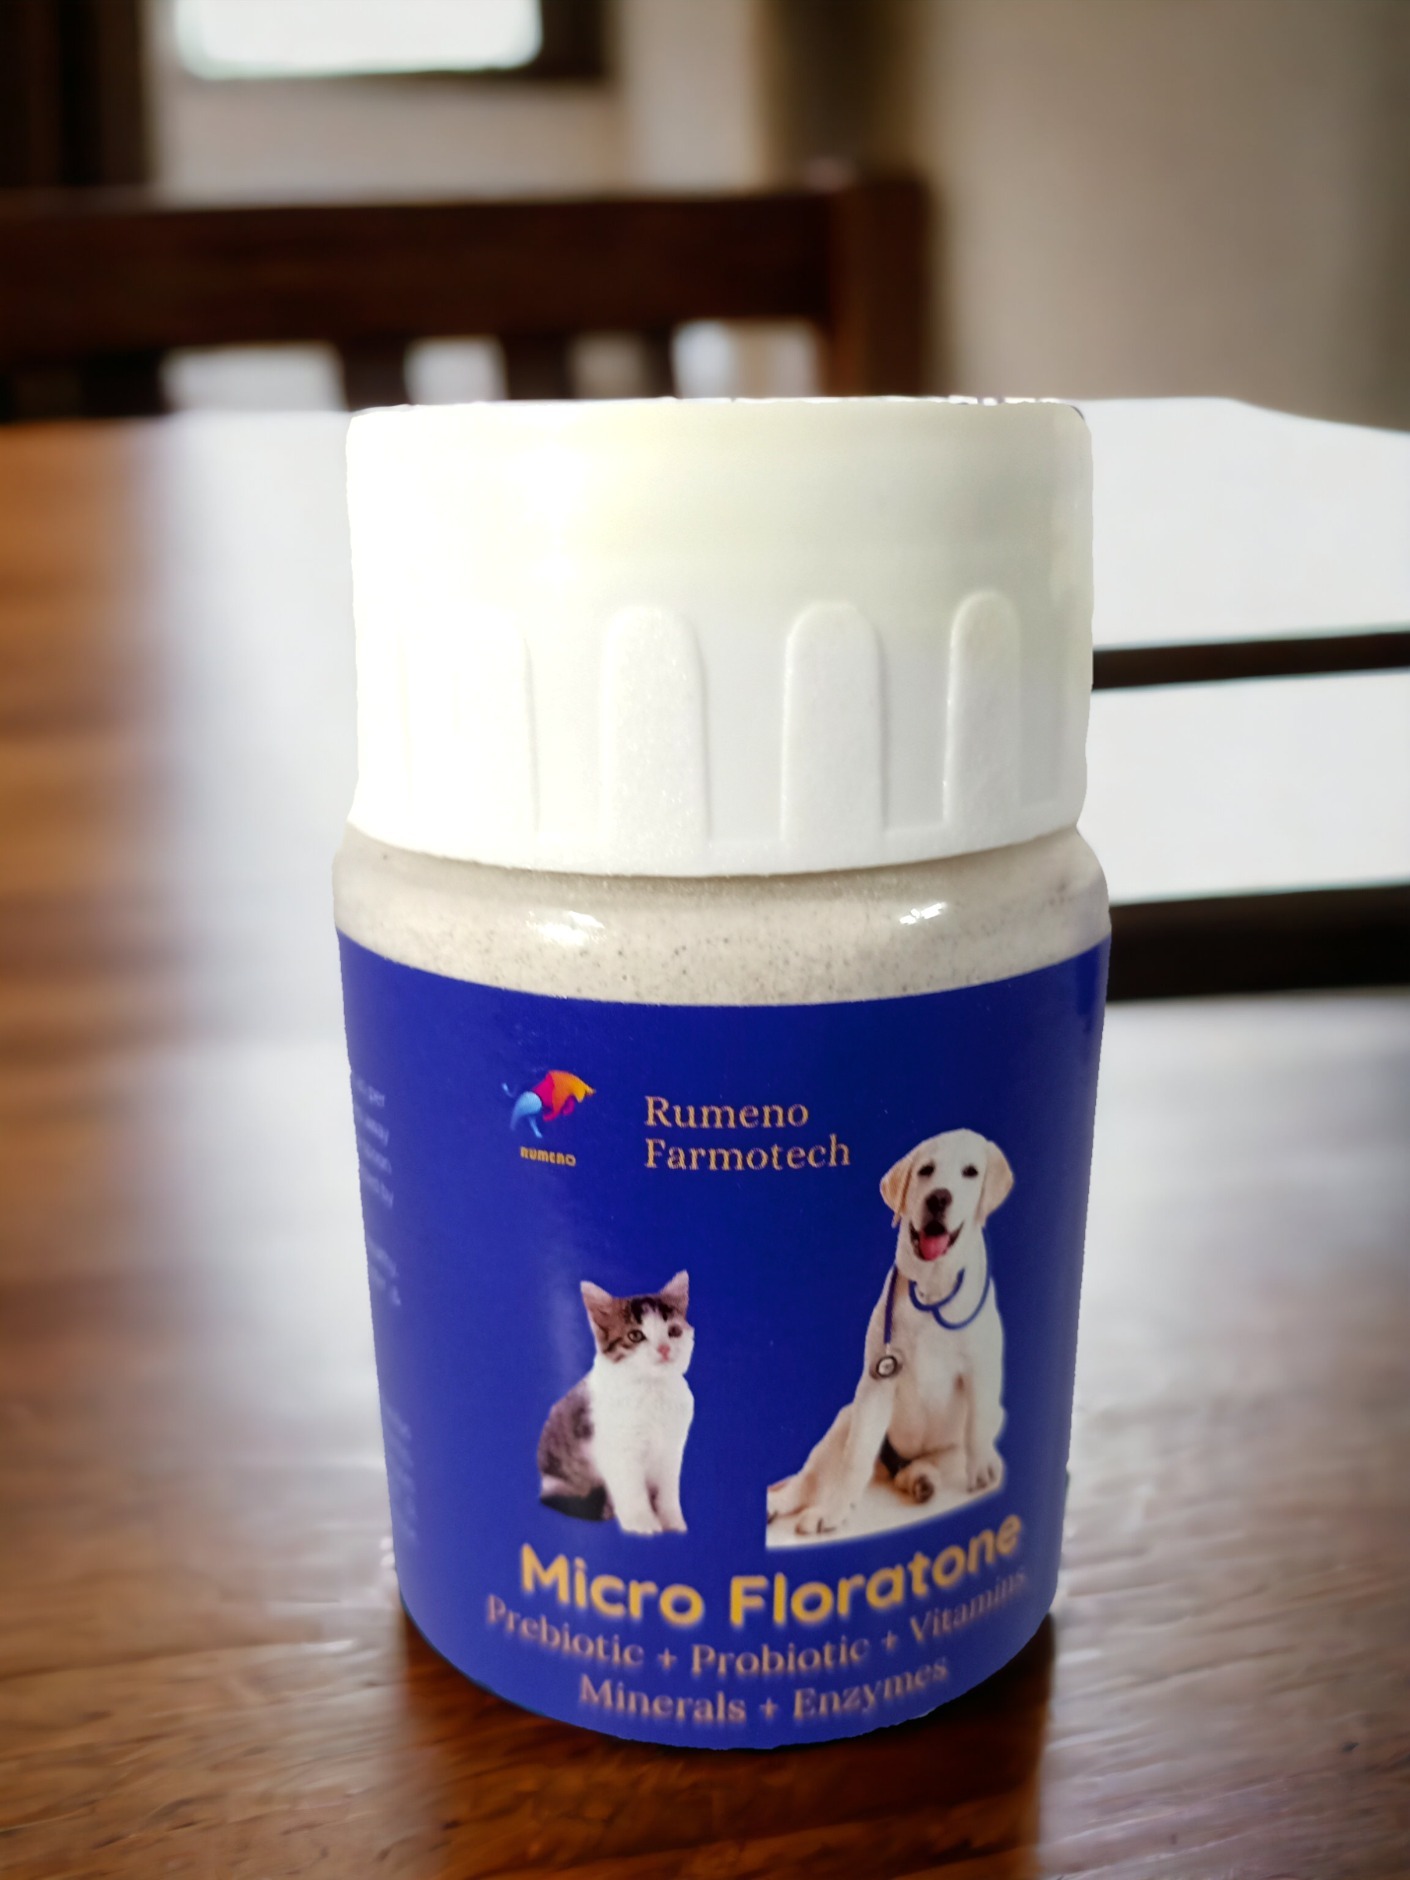 RUMENO
Rumeno
Farmotech
Micro Floratone
Prebiotic + Probiotic + Vitamins
Minerals + Enzymes